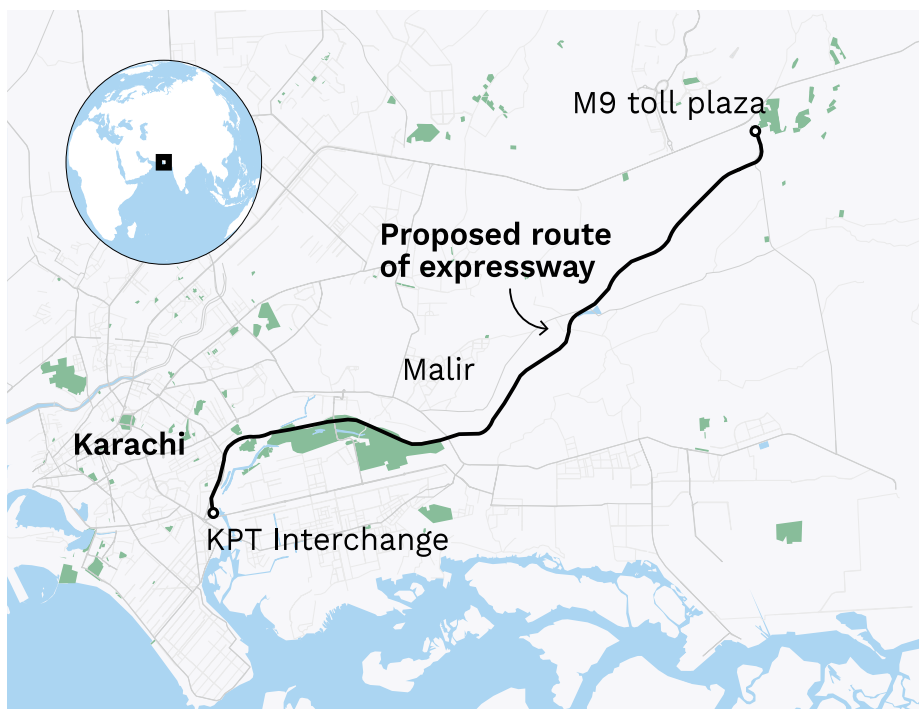 M9 toll plaza
Proposed route
of expressway
Malir
Karachi
KPT Interchange